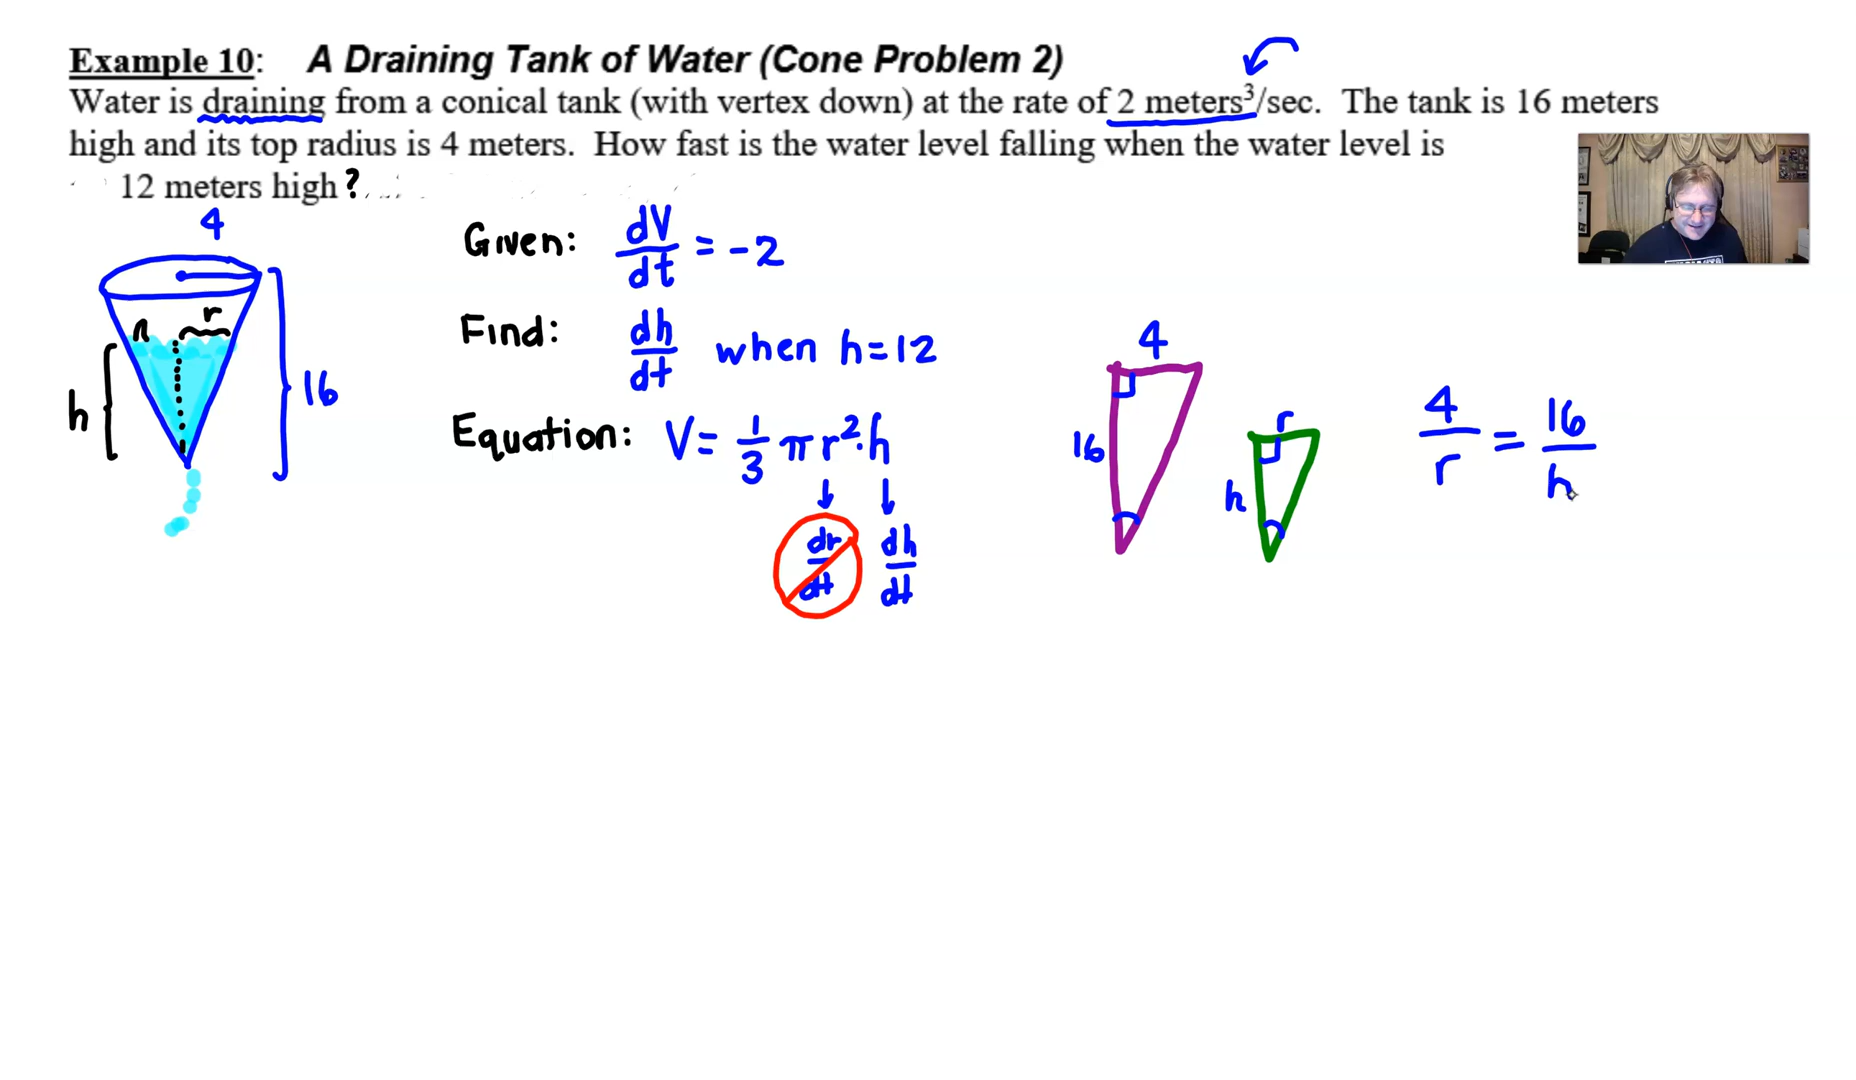 Example 10: A Draining Tank of Water (Cone Problem 2)
Water is draining from a conical tank (with vertex down) at the rate of 2 meters³/sec. The tank is 16 meters
high and its top radius is 4 meters. How fast is the water level falling when the water level is
12 meters high?
4
r
h
16
Given: dV/dt = -2
Find: dh/dt when h=12
Equation: V= 1/3 πr²·h
dr/dt dh/dt
4
16
r
h
4/r = 16/h